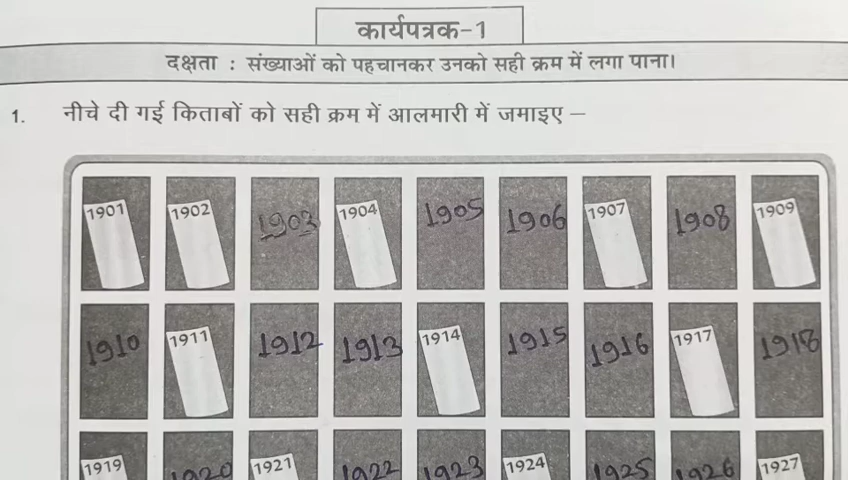 कार्यपत्रक-1
दक्षता : संख्याओं को पहचानकर उनको सही क्रम में लगा पाना।
1. नीचे दी गई किताबों को सही क्रम में आलमारी में जमाइए –
1901 1902 1903 1904 1905 1906 1907 1908 1909
1910 1911 1912 1913 1914 1915 1916 1917 1918
1919 1920 1921 1922 1923 1924 1925 1926 1927